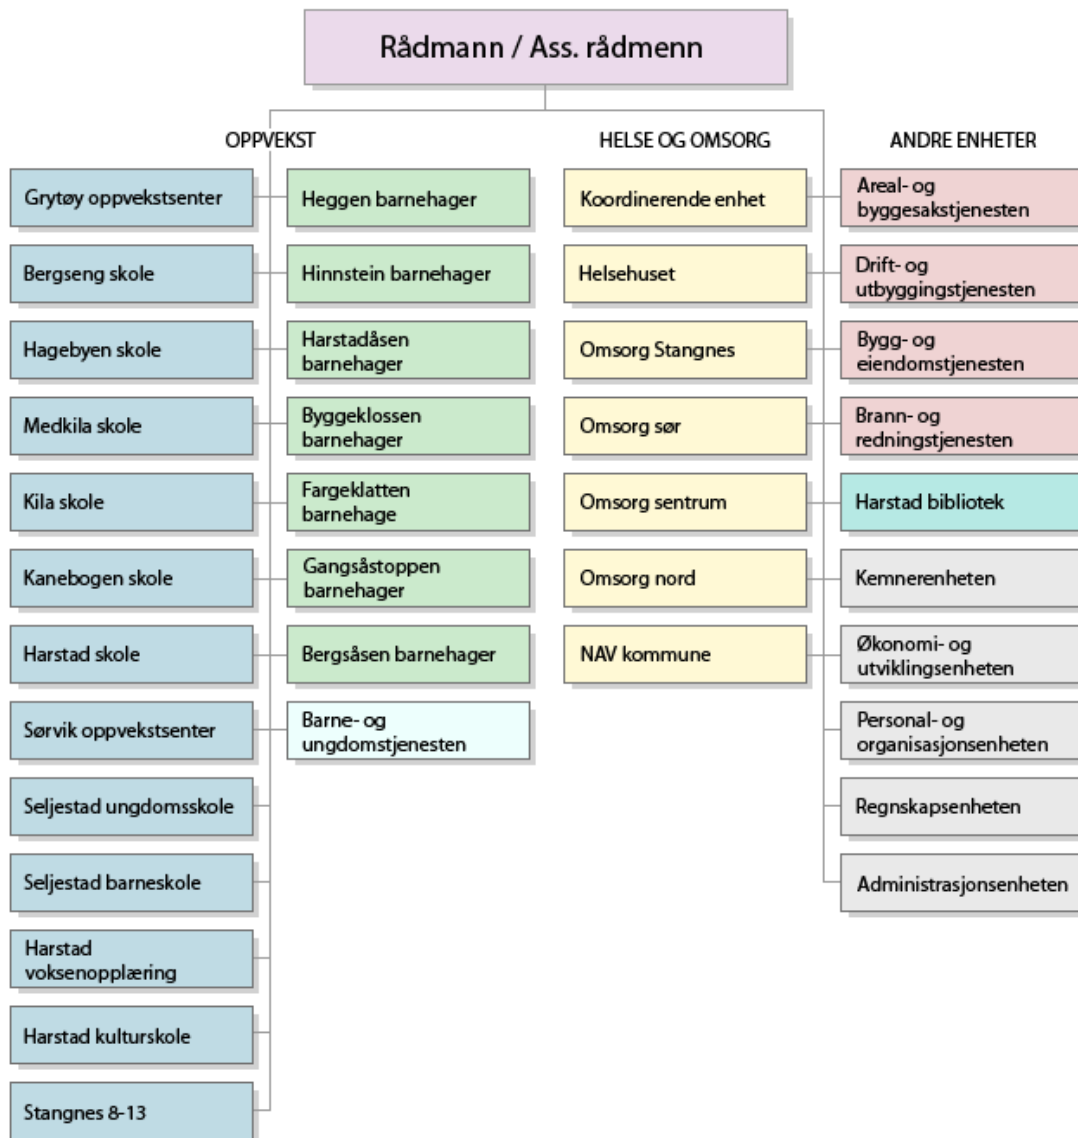 Rådmann / Ass. rådmenn
OPPVEKST
Grytøy oppvekstsenter
Bergseng skole
Hagebyen skole
Medkila skole
Kila skole
Kanebogen skole
Harstad skole
Sørvik oppvekstsenter
Seljestad ungdomsskole
Seljestad barneskole
Harstad
voksenopplæring
Harstad kulturskole
Stangnes 8-13
Heggen barnehager
Hinnstein barnehager
Harstadåsen
barnehager
Byggeklossen
barnehager
Fargeklatten
barnehage
Gangsåstoppen
barnehager
Bergsåsen barnehager
Barne- og
ungdomstjenesten
HELSE OG OMSORG
Koordinerende enhet
Helsehuset
Omsorg Stangnes
Omsorg sør
Omsorg sentrum
Omsorg nord
NAV kommune
ANDRE ENHETER
Areal- og
byggesakstjenesten
Drift- og
utbyggingstjenesten
Bygg- og
eiendomstjenesten
Brann- og
redningstjenesten
Harstad bibliotek
Kemnerenheten
Økonomi- og
utviklingsenheten
Personal- og
organisasjonsenheten
Regnskapsenheten
Administrasjonsenheten